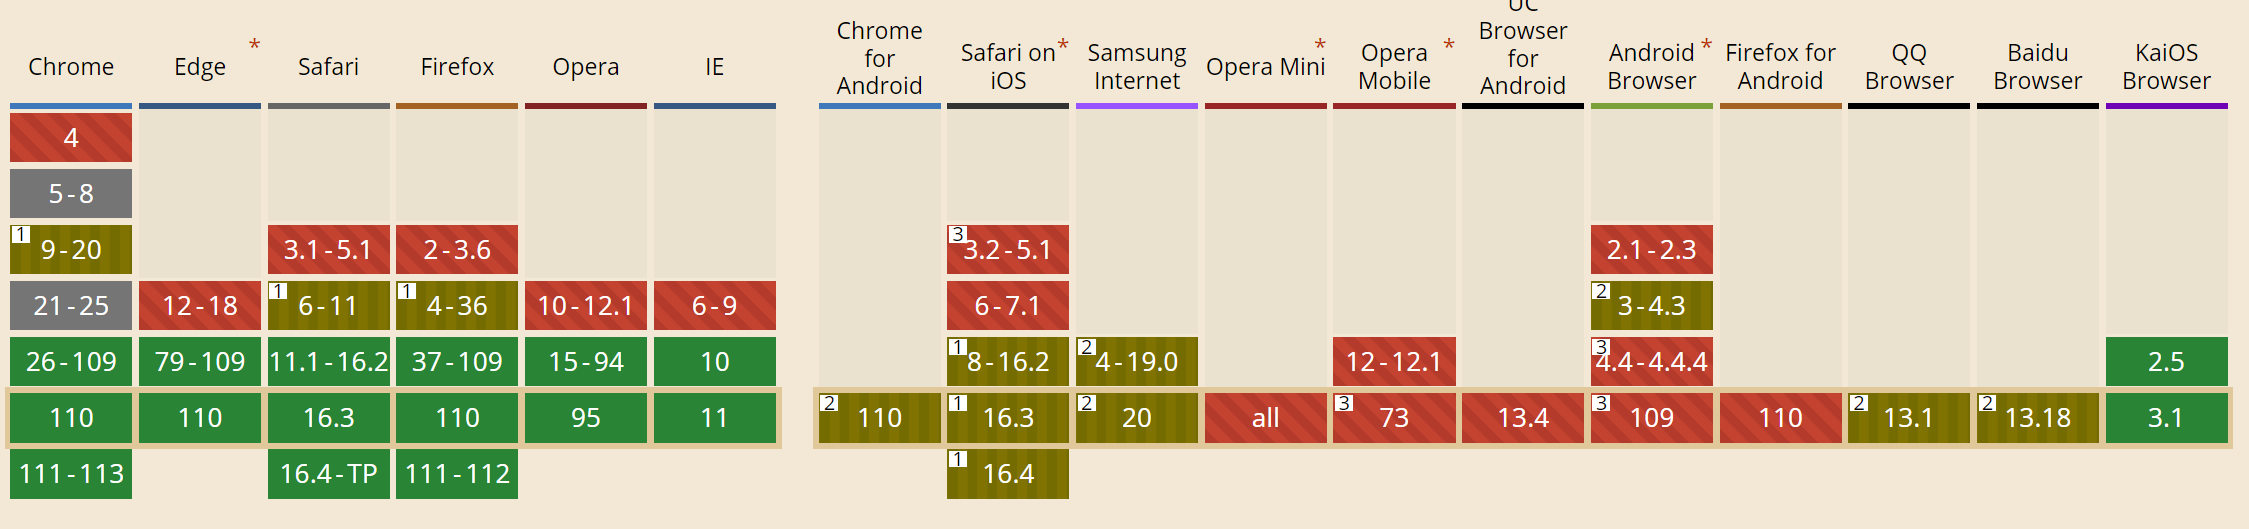 Chrome
Edge *
Safari
Firefox
Opera
IE
Chrome
for
Android
Safari on *
iOS
Samsung
Internet
Opera Mini *
Opera *
Mobile
UC
Browser
for
Android
Android *
Browser
Firefox for
Android
QQ
Browser
Baidu
Browser
KaiOS
Browser
4
5-8
1 9-20 3.1-5.1 2-3.6 3 3.2-5.1 2.1-2.3
21-25 12-18 1 6-11 1 4-36 10-12.1 6-9 6-7.1 2 3-4.3
26-109 79-109 11.1-16.2 37-109 15-94 10 1 8-16.2 2 4-19.0 12-12.1 3 4.4-4.4.4 2.5
110 110 16.3 110 95 11 2 110 1 16.3 2 20 all 3 73 13.4 3 109 110 2 13.1 2 13.18 3.1
111-113 16.4-TP 111-112 1 16.4